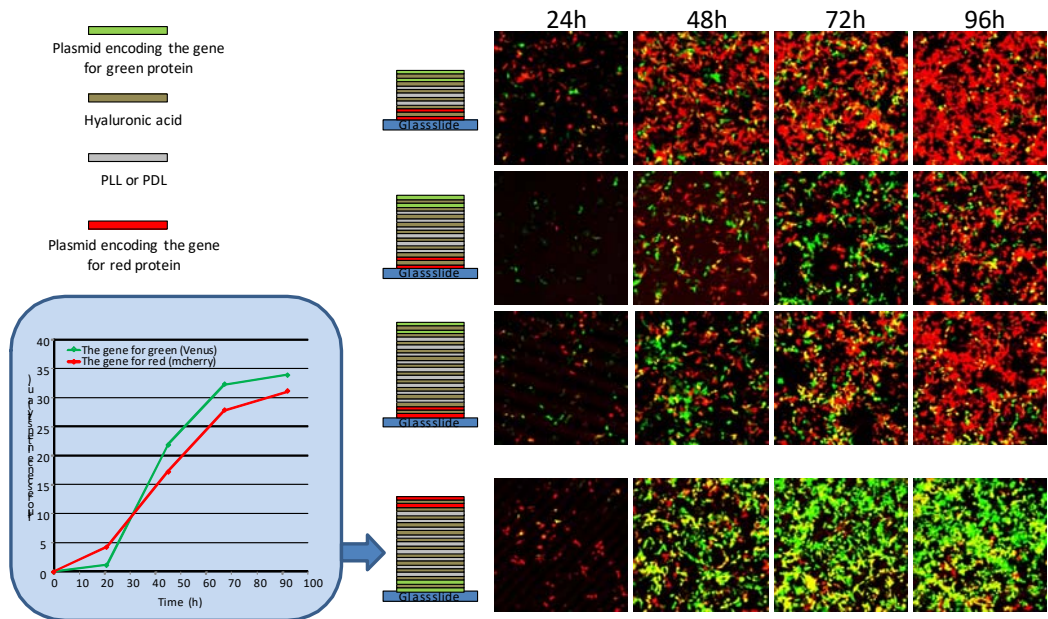 24h
48h
72h
96h
Plasmid encoding the gene
for green protein
Hyaluronic acid
PLL or PDL
Plasmid encoding the gene
for red protein
Glassslide
Glassslide
Glassslide
Glassslide
40
35
30
25
20
15
10
5
0
The gene for green (Venus)
The gene for red (mcherry)
0 10 20 30 40 50 60 70 80 90 100
Time (h)